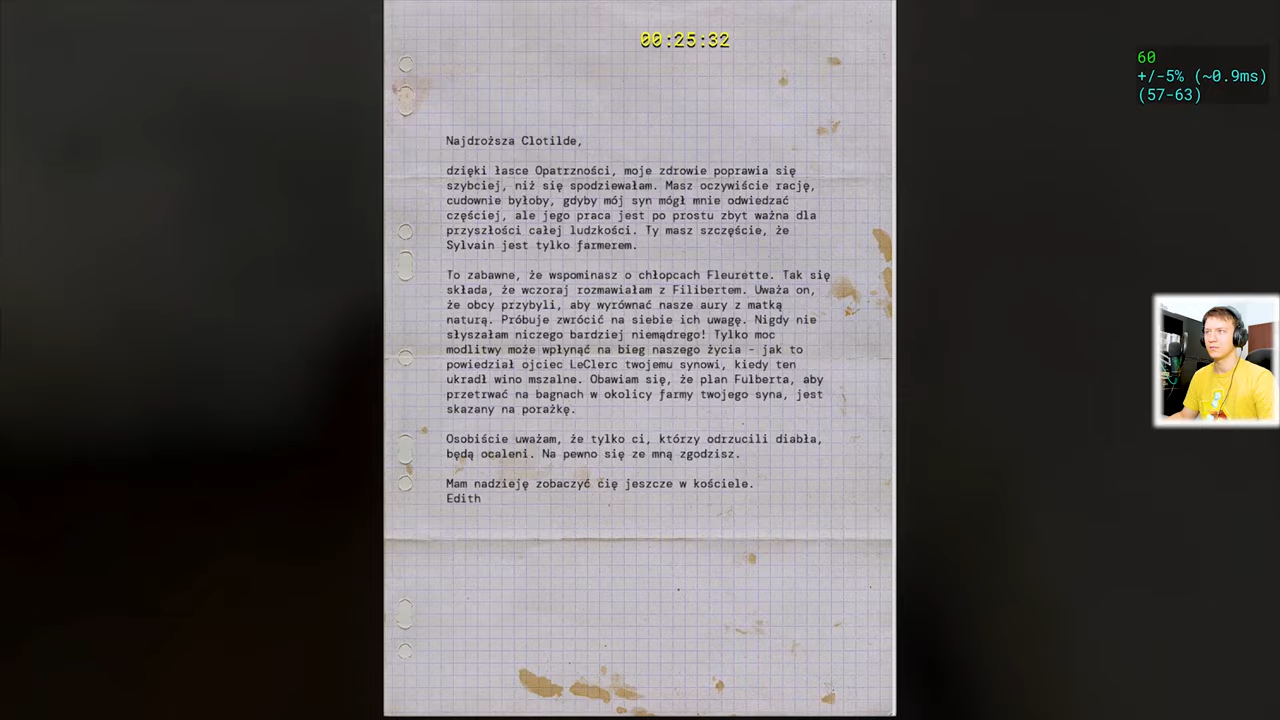 00:25:32
60
+/-5% (~0.9ms)
(57-63)
Najdroższa Clotilde,
dzięki łasce Opatrzności, moje zdrowie poprawia się
szybciej, niż się spodziewałam. Masz oczywiście rację,
cudownie byłoby, gdyby mój syn mógł mnie odwiedzać
częściej, ale jego praca jest po prostu zbyt ważna dla
przyszłości całej ludzkości. Ty masz szczęście, że
Sylvain jest tylko farmerem.
To zabawne, że wspominasz o chłopcach Fleurette. Tak się
składa, że wczoraj rozmawiałam z Filibertem. Uważa on,
że obcy przybyli, aby wyrównać nasze aury z matką
naturą. Próbuje zwrócić na siebie ich uwagę. Nigdy nie
słyszałam niczego bardziej niemądrego! Tylko moc
modlitwy może wpłynąć na bieg naszego życia - jak to
powiedział ojciec LeClerc twojemu synowi, kiedy ten
ukradł wino mszalne. Obawiam się, że plan Fulberta, aby
przetrwać na bagnach w okolicy farmy twojego syna, jest
skazany na porażkę.
Osobiście uważam, że tylko ci, którzy odrzucili diabła,
będą ocaleni. Na pewno się ze mną zgodzisz.
Mam nadzieję zobaczyć cię jeszcze w kościele.
Edith